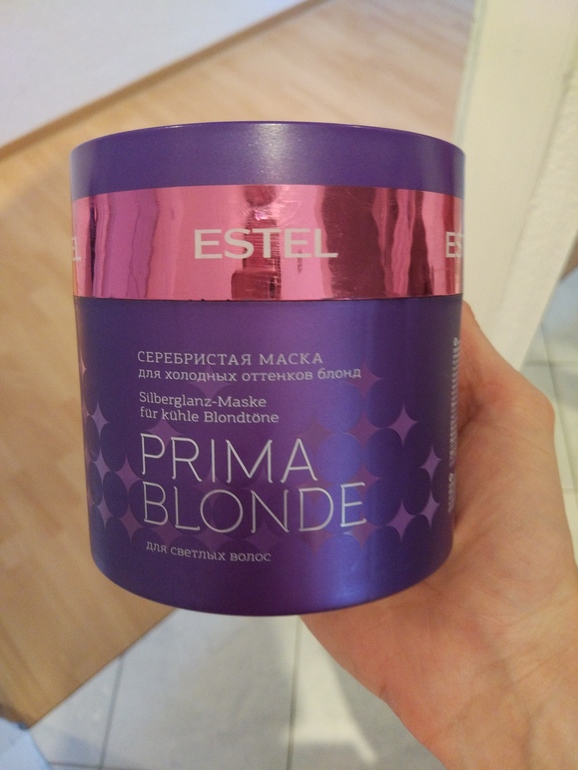 ESTEL
СЕРЕБРИСТАЯ МАСКА
для холодных оттенков блонд
Silberglanz-Maske
für kühle Blondtöne
PRIMA
BLONDE
для светлых волос